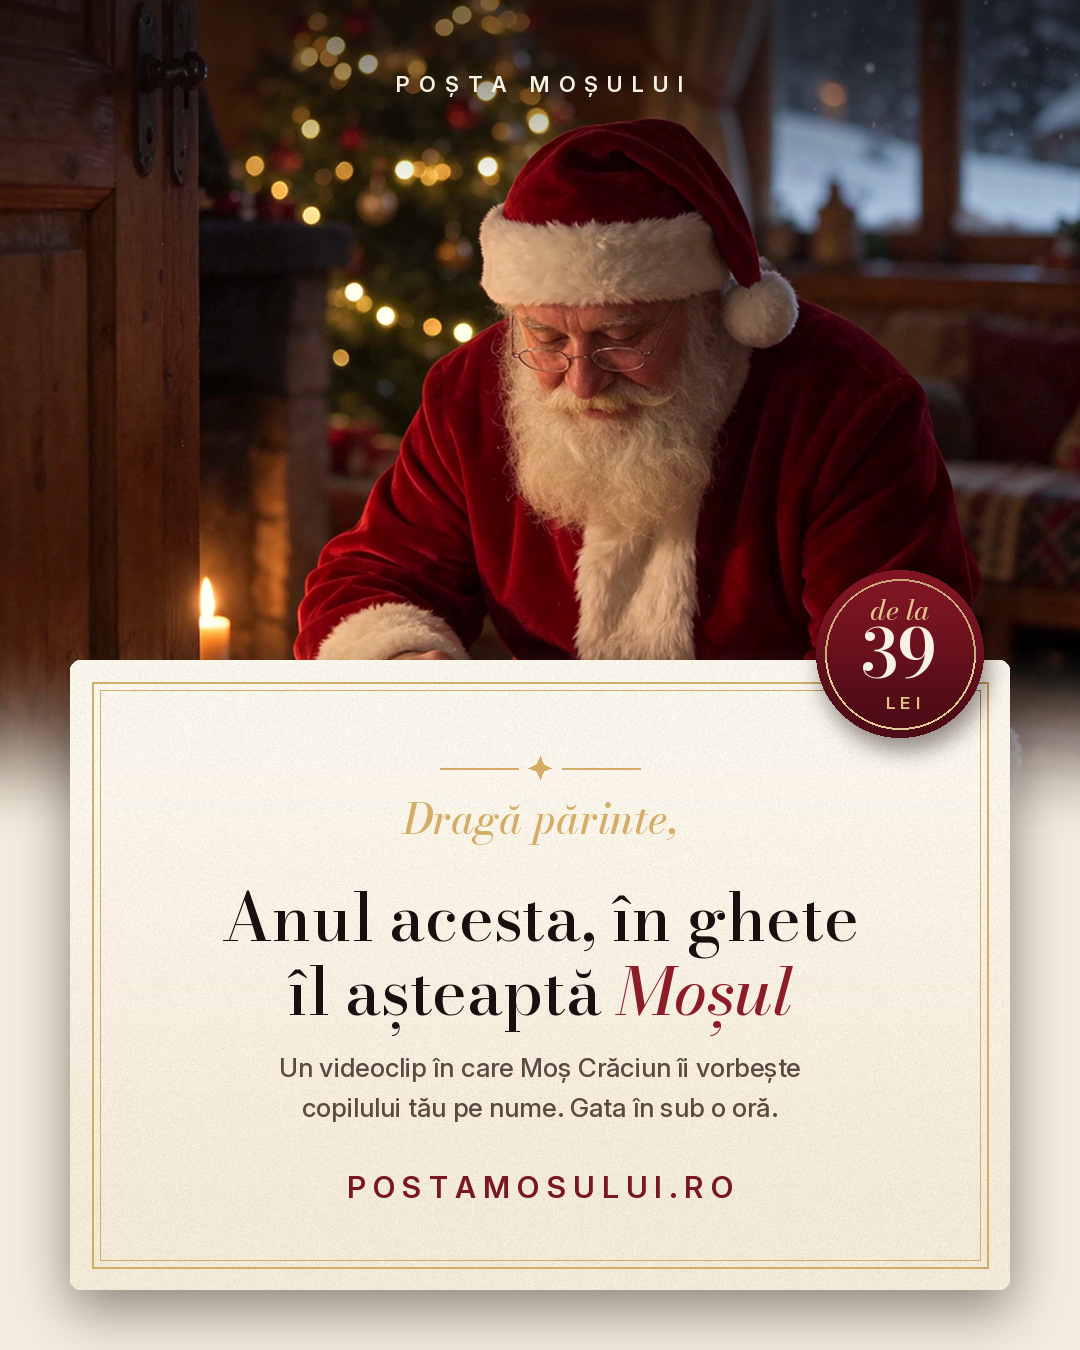 POȘTA MOȘULUI
de la
39
LEI
Dragă părinte,
Anul acesta, în ghete
îl așteaptă Moșul
Un videoclip în care Moș Crăciun îi vorbește
copilului tău pe nume. Gata în sub o oră.
POSTAMOSULUI.RO